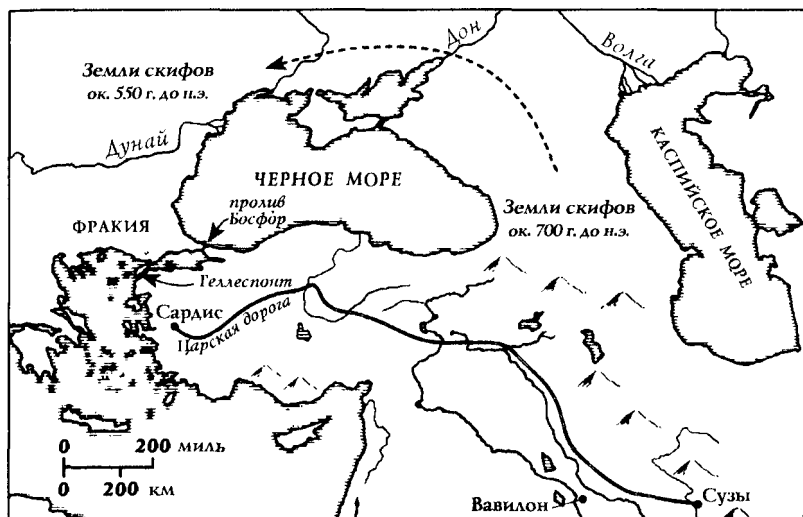 Земли скифов
ок. 550 г. до н.э.
Дон
Волга
Дунай
ЧЕРНОЕ МОРЕ
КАСПИЙСКОЕ МОРЕ
пролив
Босфор
ФРАКИЯ
Земли скифов
ок. 700 г. до н.э.
Геллеспонт
Сардис
Царская дорога
0 200 МИЛЬ
0 200 КМ
Вавилон
Сузы